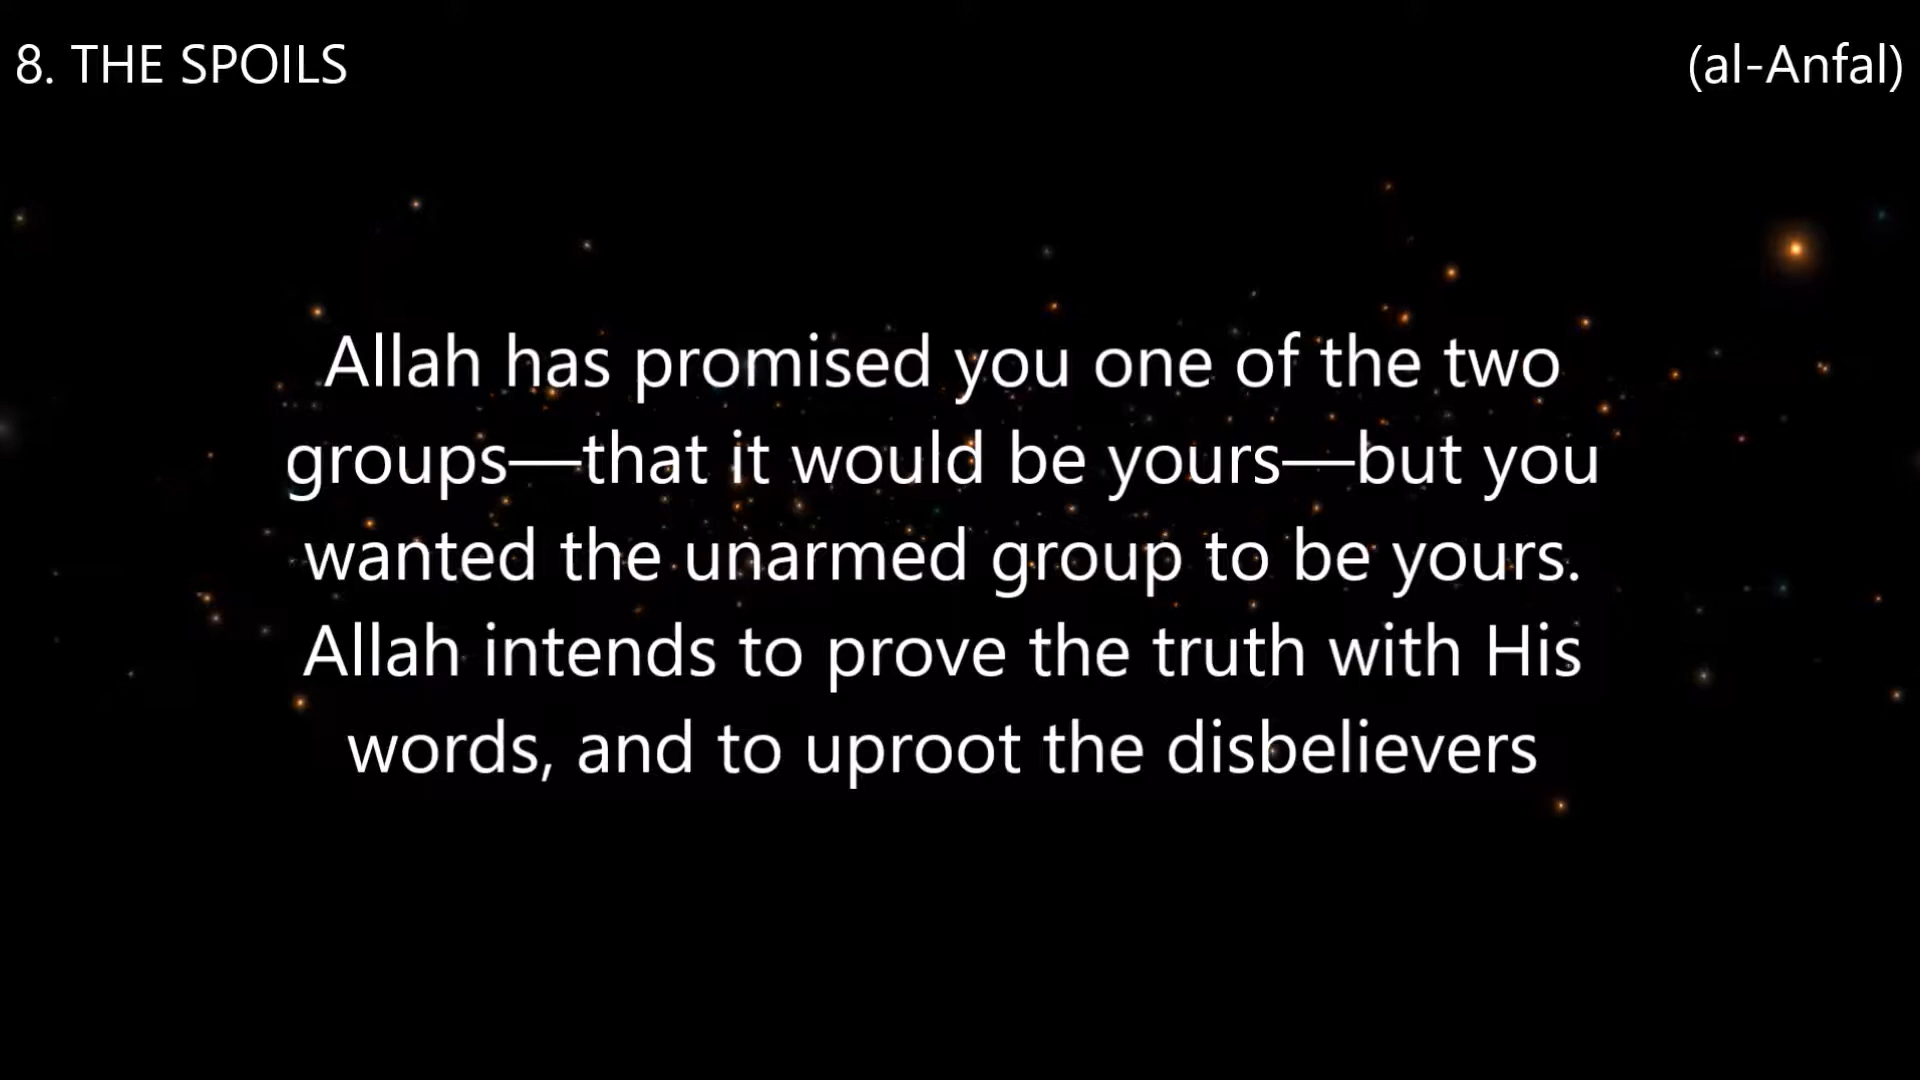 8. THE SPOILS
(al-Anfal)
Allah has promised you one of the two
groups—that it would be yours—but you
wanted the unarmed group to be yours.
Allah intends to prove the truth with His
words, and to uproot the disbelievers